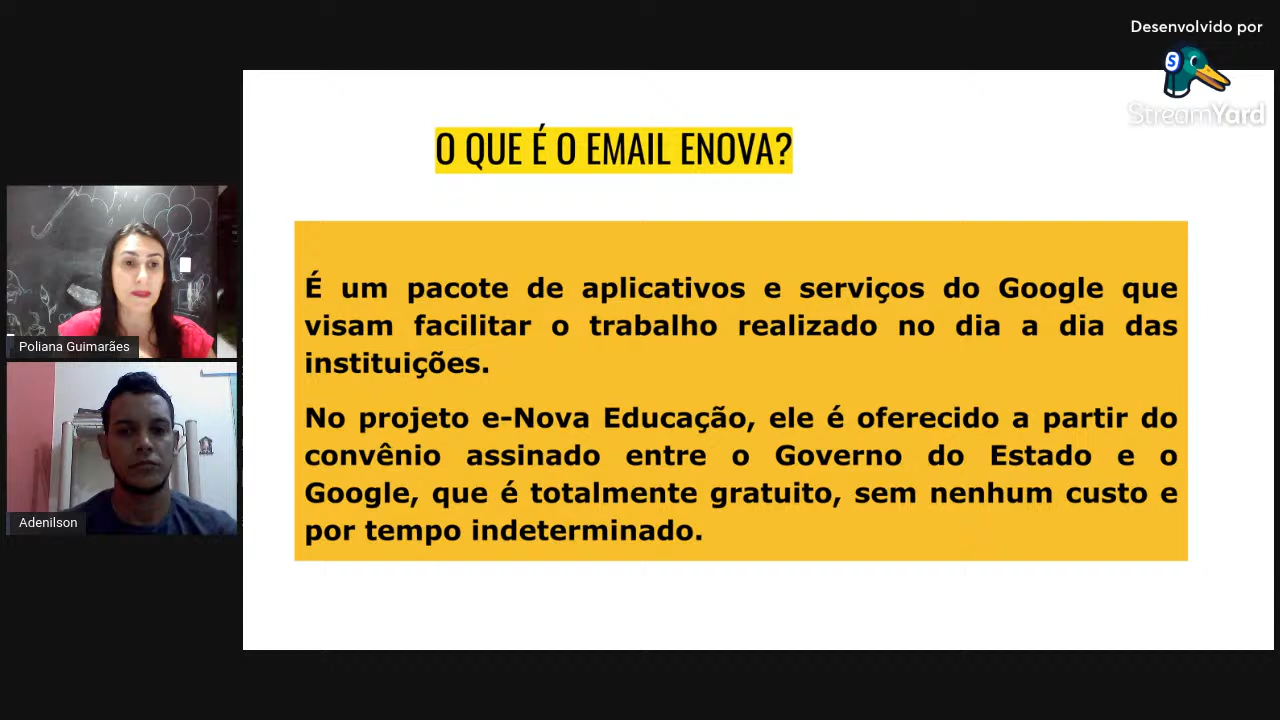 Desenvolvido por
StreamYard
O QUE É O EMAIL ENOVA?
É um pacote de aplicativos e serviços do Google que
visam facilitar o trabalho realizado no dia a dia das
instituições.
No projeto e-Nova Educação, ele é oferecido a partir do
convênio assinado entre o Governo do Estado e o
Google, que é totalmente gratuito, sem nenhum custo e
por tempo indeterminado.
Poliana Guimarães
Adenilson